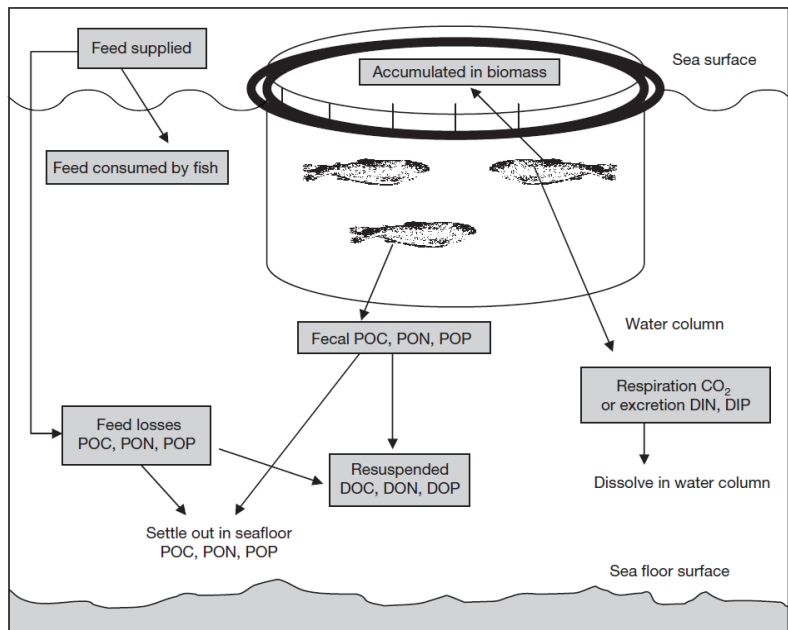 Feed supplied
Accumulated in biomass
Sea surface
Feed consumed by fish
Fecal POC, PON, POP
Water column
Respiration CO₂
or excretion DIN, DIP
Feed losses
POC, PON, POP
Resuspended
DOC, DON, DOP
Dissolve in water column
Settle out in seafloor
POC, PON, POP
Sea floor surface